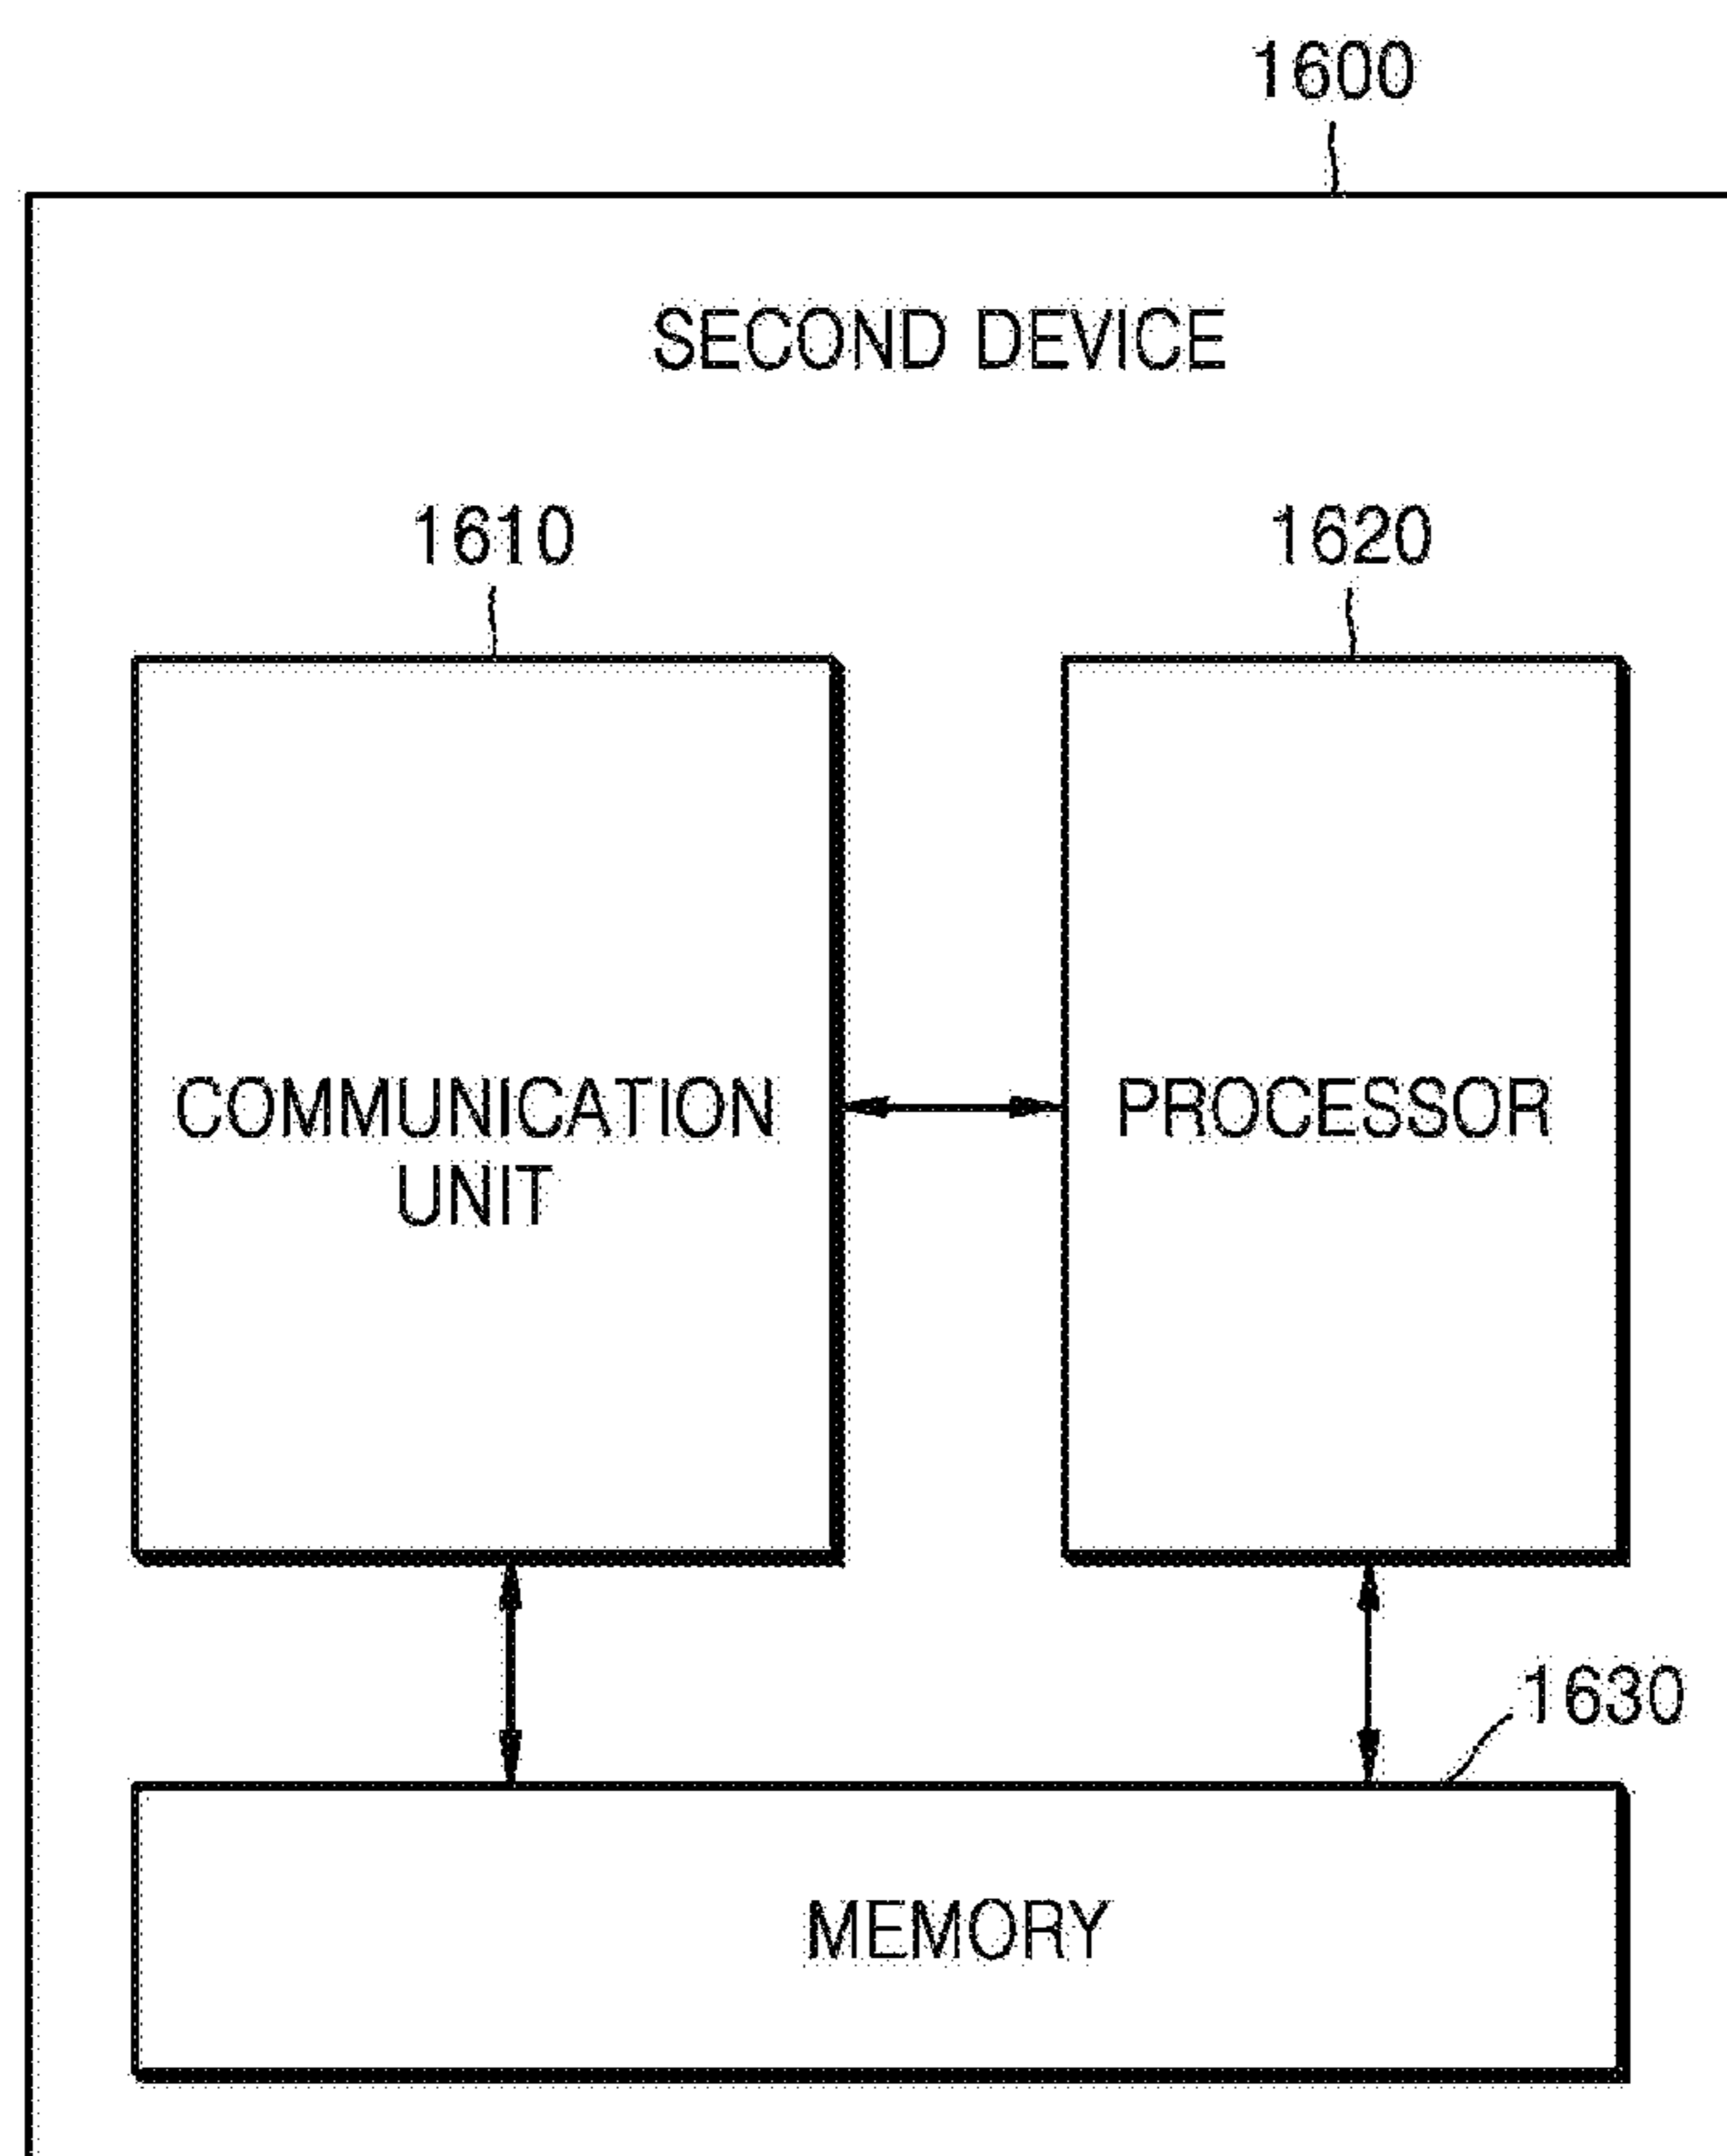 1600
SECOND DEVICE
1610
1620
COMMUNICATION
UNIT
PROCESSOR
1630
MEMORY